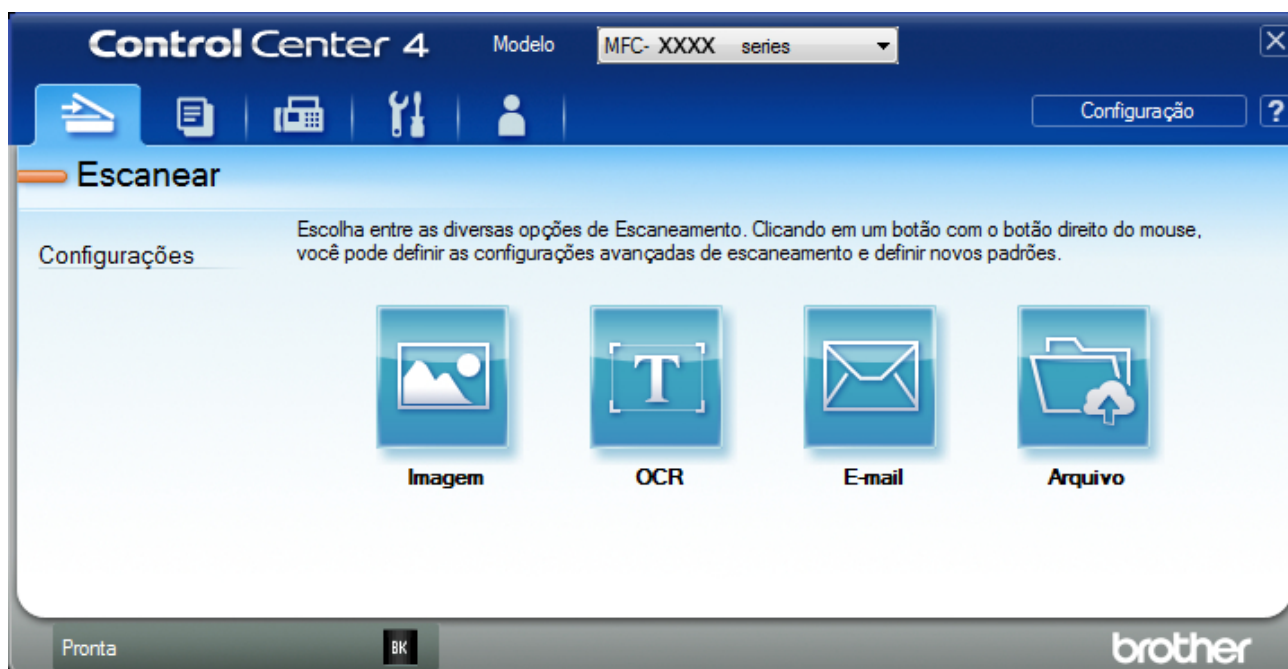 Control Center 4 Modelo MFC- XXXX series
Configuração ?
Escanear
Configurações
Escolha entre as diversas opções de Escaneamento. Clicando em um botão com o botão direito do mouse,
você pode definir as configurações avançadas de escaneamento e definir novos padrões.
T
Imagem OCR E-mail Arquivo
Pronta BK brother